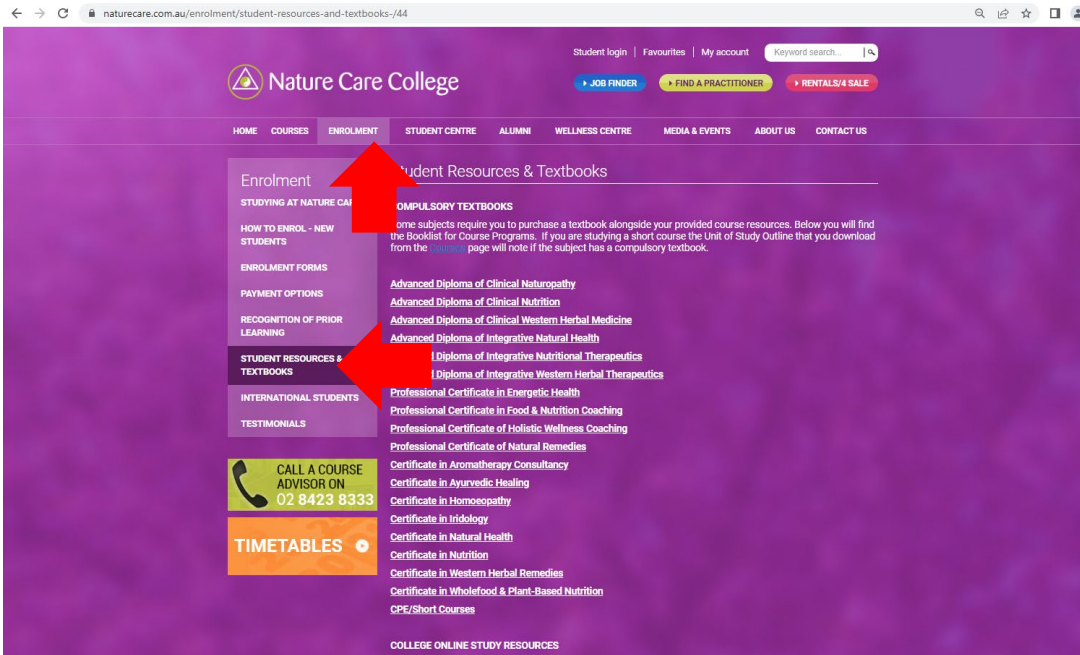 naturecare.com.au/enrolment/student-resources-and-textbooks-/44
Student login | Favourites | My account
Keyword search...
Nature Care College
JOB FINDER
FIND A PRACTITIONER
RENTALS/4 SALE
HOME COURSES ENROLMENT STUDENT CENTRE ALUMNI WELLNESS CENTRE MEDIA & EVENTS ABOUT US CONTACT US
Enrolment
STUDYING AT NATURE
HOW TO ENROL - NEW
STUDENTS
ENROLMENT FORMS
PAYMENT OPTIONS
RECOGNITION OF PRIOR
LEARNING
STUDENT RESOURCES &
TEXTBOOKS
INTERNATIONAL STUDENTS
TESTIMONIALS
CALL A COURSE
ADVISOR ON
02 8423 8333
TIMETABLES
Student Resources & Textbooks
COMPULSORY TEXTBOOKS
Some subjects require you to purchase a textbook alongside your provided course resources. Below you will find
the Booklist for Course Programs. If you are studying a short course the Unit of Study Outline that you download
from the Courses page will note if the subject has a compulsory textbook.
Advanced Diploma of Clinical Naturopathy
Advanced Diploma of Clinical Nutrition
Advanced Diploma of Clinical Western Herbal Medicine
Advanced Diploma of Integrative Natural Health
Diploma of Integrative Nutritional Therapeutics
Diploma of Integrative Western Herbal Therapeutics
Professional Certificate in Energetic Health
Professional Certificate in Food & Nutrition Coaching
Professional Certificate of Holistic Wellness Coaching
Professional Certificate of Natural Remedies
Certificate in Aromatherapy Consultancy
Certificate in Ayurvedic Healing
Certificate in Homoeopathy
Certificate in Iridology
Certificate in Natural Health
Certificate in Nutrition
Certificate in Western Herbal Remedies
Certificate in Wholefood & Plant-Based Nutrition
CPE/Short Courses
COLLEGE ONLINE STUDY RESOURCES